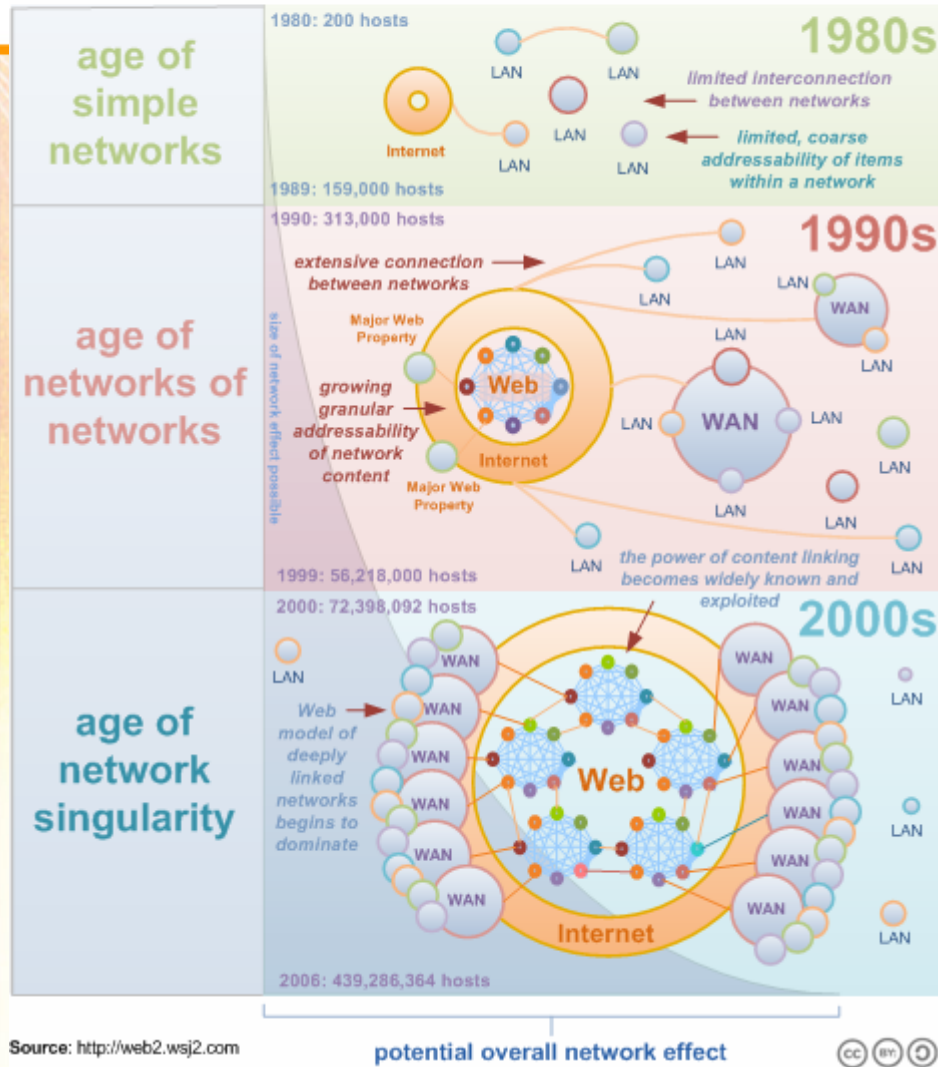 age of
simple
networks
1980: 200 hosts
1980s
LAN
LAN
limited interconnection
between networks
LAN
Internet
LAN
LAN
limited, coarse
addressability of items
within a network
1989: 159,000 hosts
age of
networks of
networks
1990: 313,000 hosts
1990s
extensive connection
between networks
LAN
LAN
LAN
WAN
LAN
size of network effect possible
Major Web
Property
LAN
Web
growing
granular
addressability
of network
content
Internet
Major Web
Property
LAN
WAN
LAN
LAN
LAN
LAN
LAN
LAN
1999: 56,218,000 hosts
the power of content linking
becomes widely known and
exploited
age of
network
singularity
2000: 72,398,092 hosts
2000s
LAN
WAN
WAN
LAN
Web
model of
deeply
linked
networks
begins to
dominate
WAN
WAN
WAN
WAN
WAN
WAN
Web
WAN
WAN
LAN
WAN
WAN
WAN
WAN
LAN
Internet
2006: 439,286,364 hosts
Source: http://web2.wsj2.com
potential overall network effect
cc
BY: